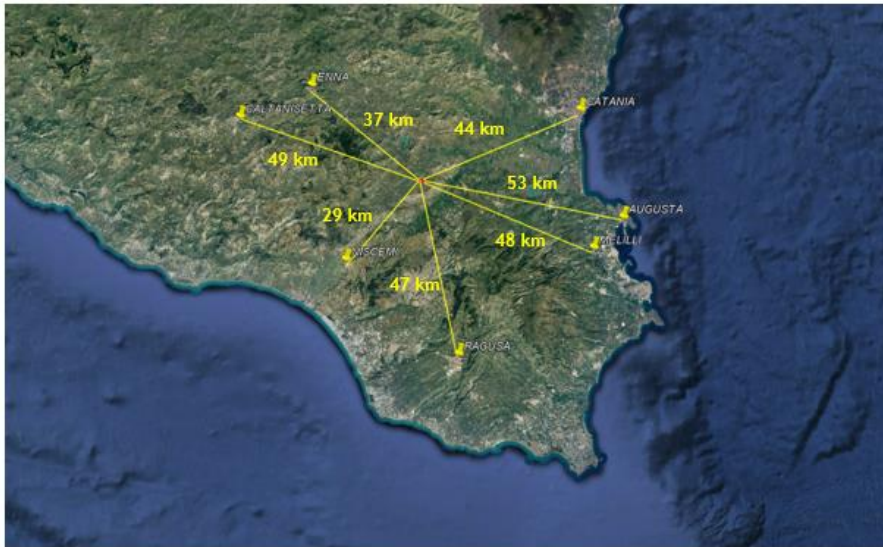 ENNA
CALTANISETTA
CATANIA
37 km
44 km
49 km
53 km
AUGUSTA
29 km
48 km
MELILLI
NISCEMI
47 km
RAGUSA